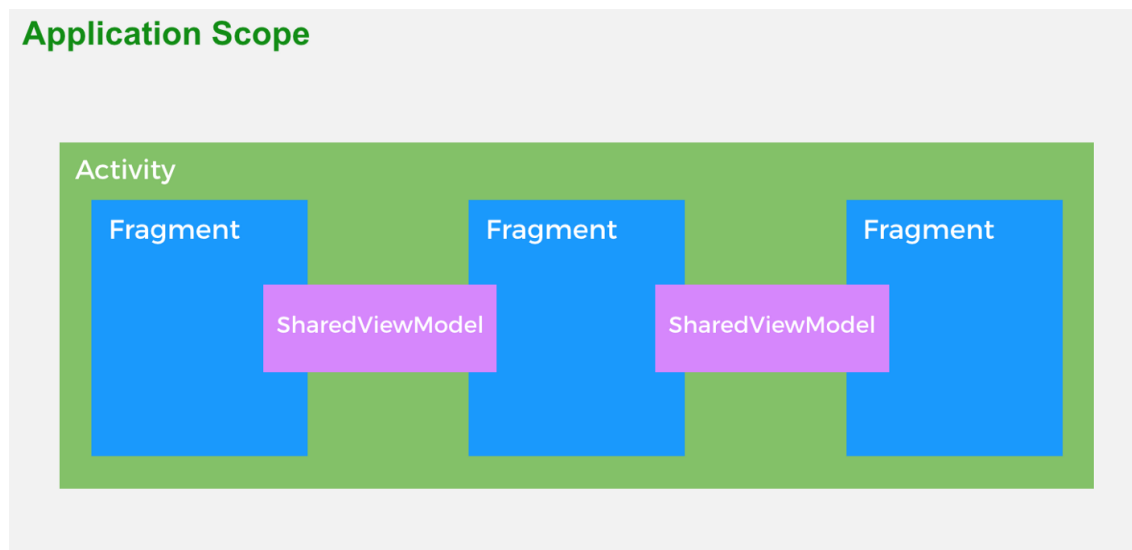 Application Scope
Activity
Fragment
Fragment
Fragment
SharedViewModel
SharedViewModel